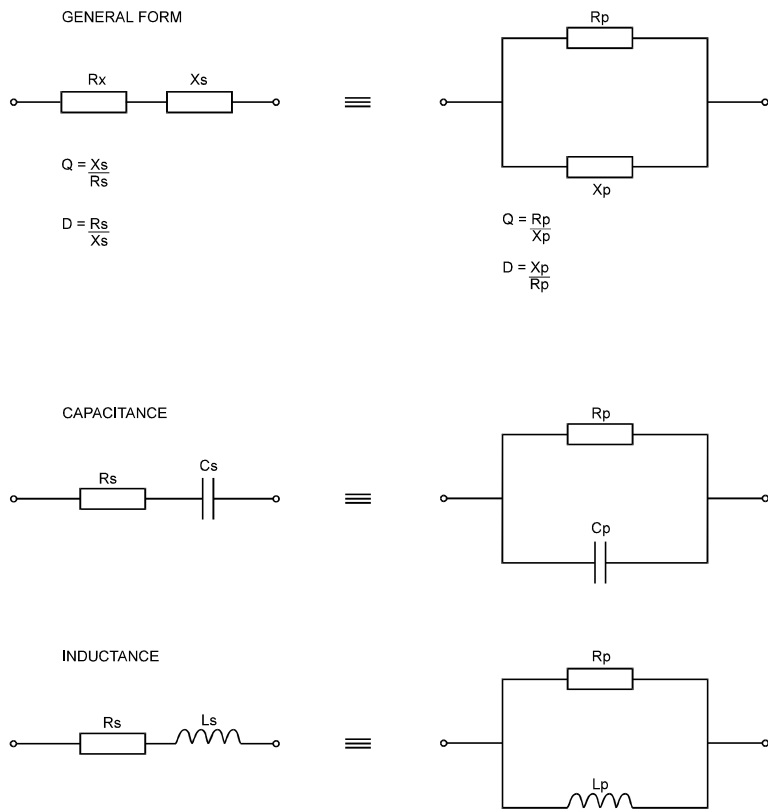 GENERAL FORM
Rp
Rx Xs
Xp
Q = Xs
Rs
D = Rs
Xs
Q = Rp
Xp
D = Xp
Rp
CAPACITANCE
Rp
Rs Cs
Cp
INDUCTANCE
Rp
Rs Ls
Lp